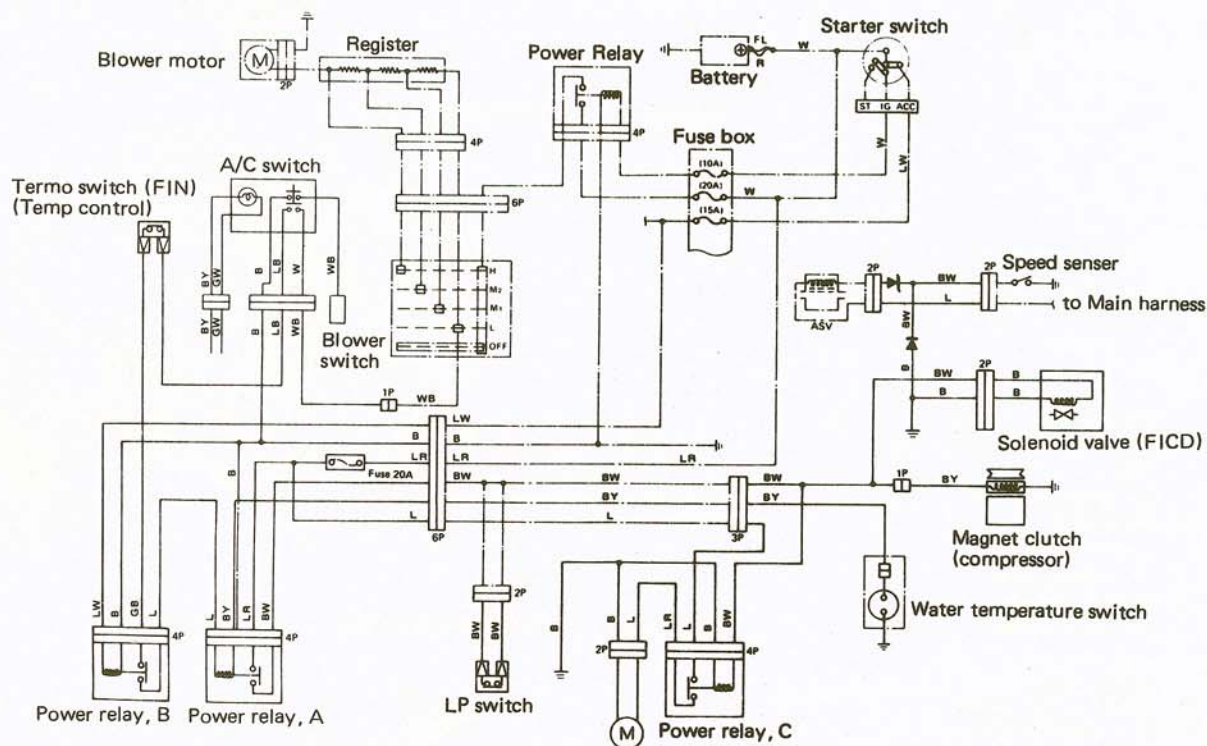 Starter switch
Register
Power Relay
Blower motor
M
2P
FL
W
R
Battery
ST IG ACC
4P
4P
Fuse box
W
LW
A/C switch
(10A)
Termo switch (FIN)
(Temp control)
(20A)
W
6P
(15A)
BY
GW
B
LB
W
WB
H
M2
M1
L
OFF
2P
BW
2P
Speed senser
L
to Main harness
ASV
BW
BY
GW
B
LB
WB
Blower
switch
B
2P
BW
B
B
B
Solenoid valve (FICD)
1P
WB
LW
B
B
LR
LR
LR
Fuse 20A
B
BW
BW
BW
1P
BY
BY
BY
L
L
6P
3P
Magnet clutch
(compressor)
2P
LW
B
GB
L
L
BY
LR
BW
BW
BW
B
B
L
LR
L
B
BW
Water temperature switch
4P
4P
2P
4P
LP switch
Power relay, B
Power relay, A
M
Power relay, C